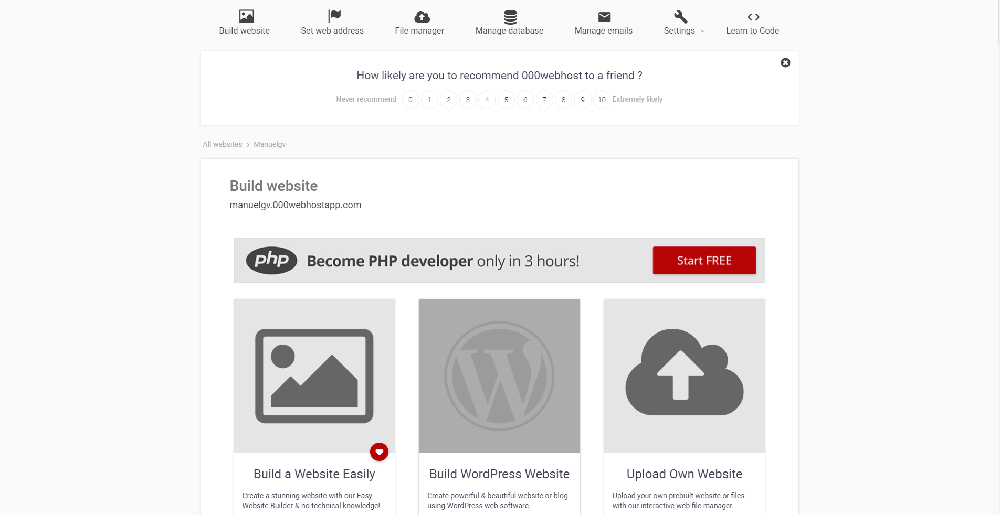 Build website
Set web address
File manager
Manage database
Manage emails
Settings
Learn to Code
How likely are you to recommend 000webhost to a friend ?
Never recommend 0 1 2 3 4 5 6 7 8 9 10 Extremely likely
All websites › Manuelgv
Build website
manuelgv.000webhostapp.com
php Become PHP developer only in 3 hours! Start FREE
Build a Website Easily
Create a stunning website with our Easy
Website Builder & no technical knowledge!
Build WordPress Website
Create powerful & beautiful website or blog
using WordPress web software.
Upload Own Website
Upload your own prebuilt website or files
with our interactive web file manager.